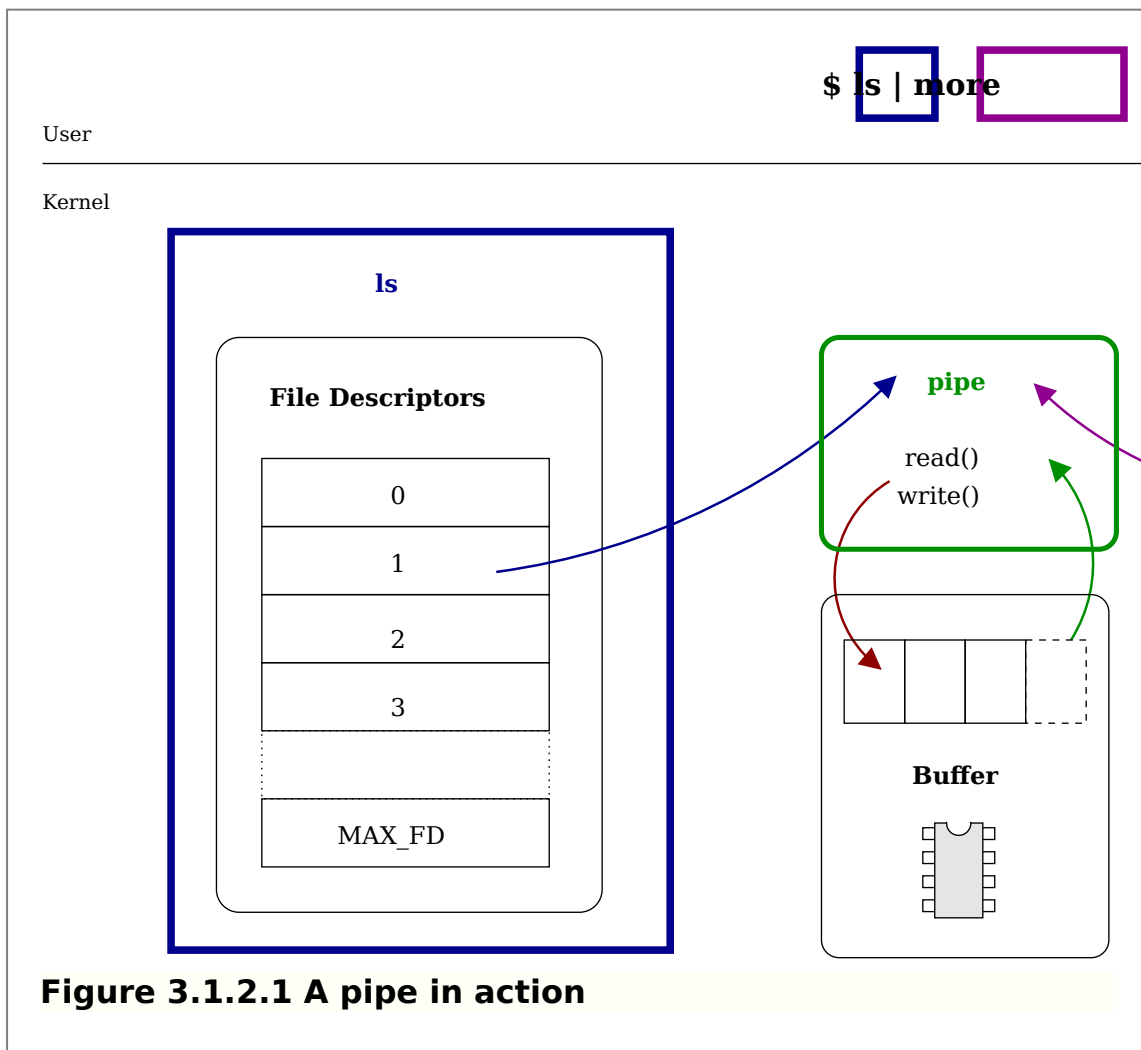 $ ls | more
User
Kernel
ls
File Descriptors
0
1
2
3
MAX_FD
pipe
read()
write()
Buffer
Figure 3.1.2.1 A pipe in action